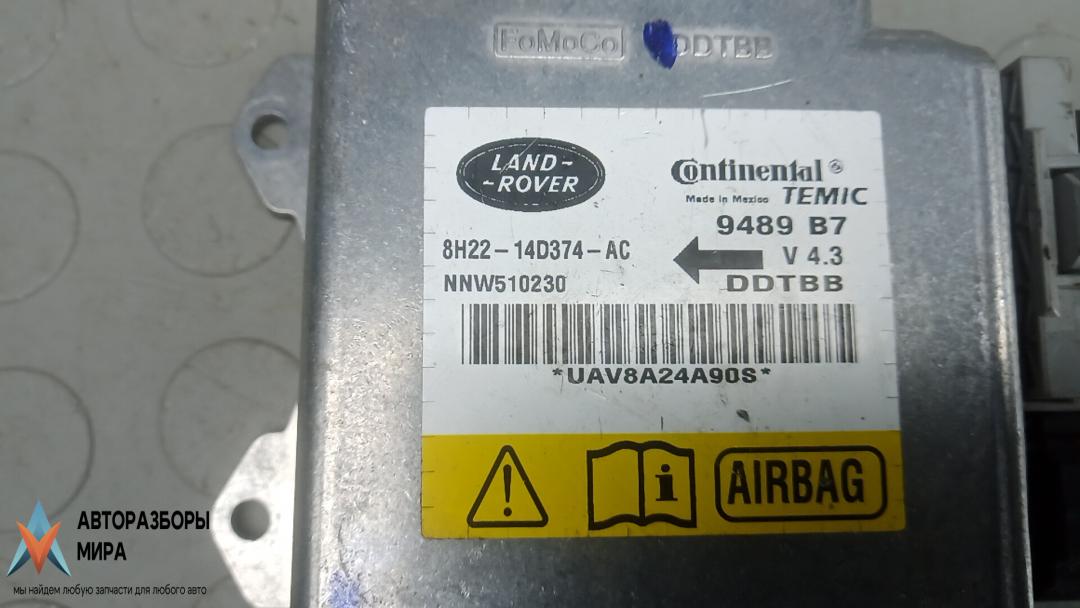 FoMoCo DDTBB
LAND-
-ROVER
Continental
Made in Mexico TEMIC
9489 B7
8H22-14D374-AC
V 4.3
NNW510230
DDTBB
*UAV8A24A90S*
i
AIRBAG
АВТОРАЗБОРЫ
МИРА
мы найдем любую запчасти для любого авто